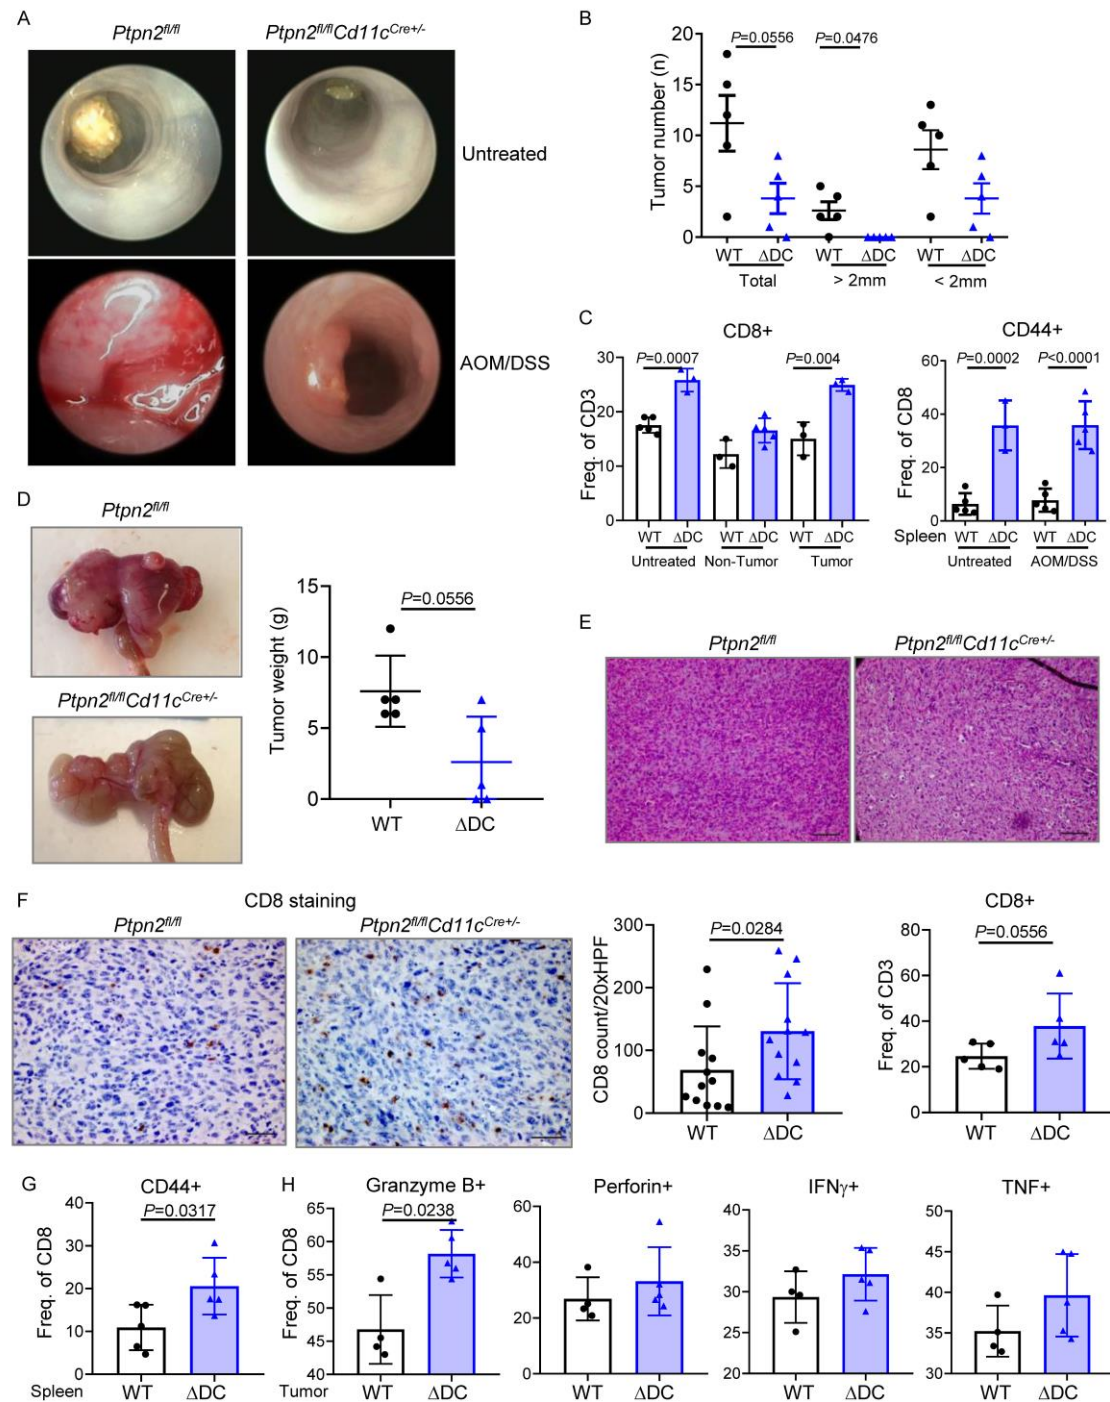 A
Ptpn2fl/fl
Ptpn2fl/flCd11cCre+/-
Untreated
AOM/DSS
B
P=0.0556
P=0.0476
Tumor number (n)
20
15
10
5
0
WT ΔDC WT ΔDC WT ΔDC
Total > 2mm < 2mm
C
CD8+
P=0.0007
P=0.004
Freq. of CD3
30
20
10
0
WT ΔDC WT ΔDC WT ΔDC
Untreated Non-Tumor Tumor
CD44+
P=0.0002 P<0.0001
Freq. of CD8
60
40
20
0
Spleen WT ΔDC WT ΔDC
Untreated AOM/DSS
D
Ptpn2fl/fl
Ptpn2fl/flCd11cCre+/-
P=0.0556
Tumor weight (g)
15
10
5
0
WT ΔDC
E
Ptpn2fl/fl
Ptpn2fl/flCd11cCre+/-
F
CD8 staining
Ptpn2fl/fl
Ptpn2fl/flCd11cCre+/-
P=0.0284
CD8 count/20xHPF
300
200
100
0
WT ΔDC
CD8+
P=0.0556
Freq. of CD3
80
60
40
20
0
WT ΔDC
G
CD44+
P=0.0317
Freq. of CD8
40
30
20
10
0
Spleen WT ΔDC
H
Granzyme B+
P=0.0238
Freq. of CD8
65
60
55
50
45
40
Tumor WT ΔDC
Perforin+
60
40
20
0
WT ΔDC
IFNγ+
40
35
30
25
20
WT ΔDC
TNF+
50
45
40
35
30
WT ΔDC